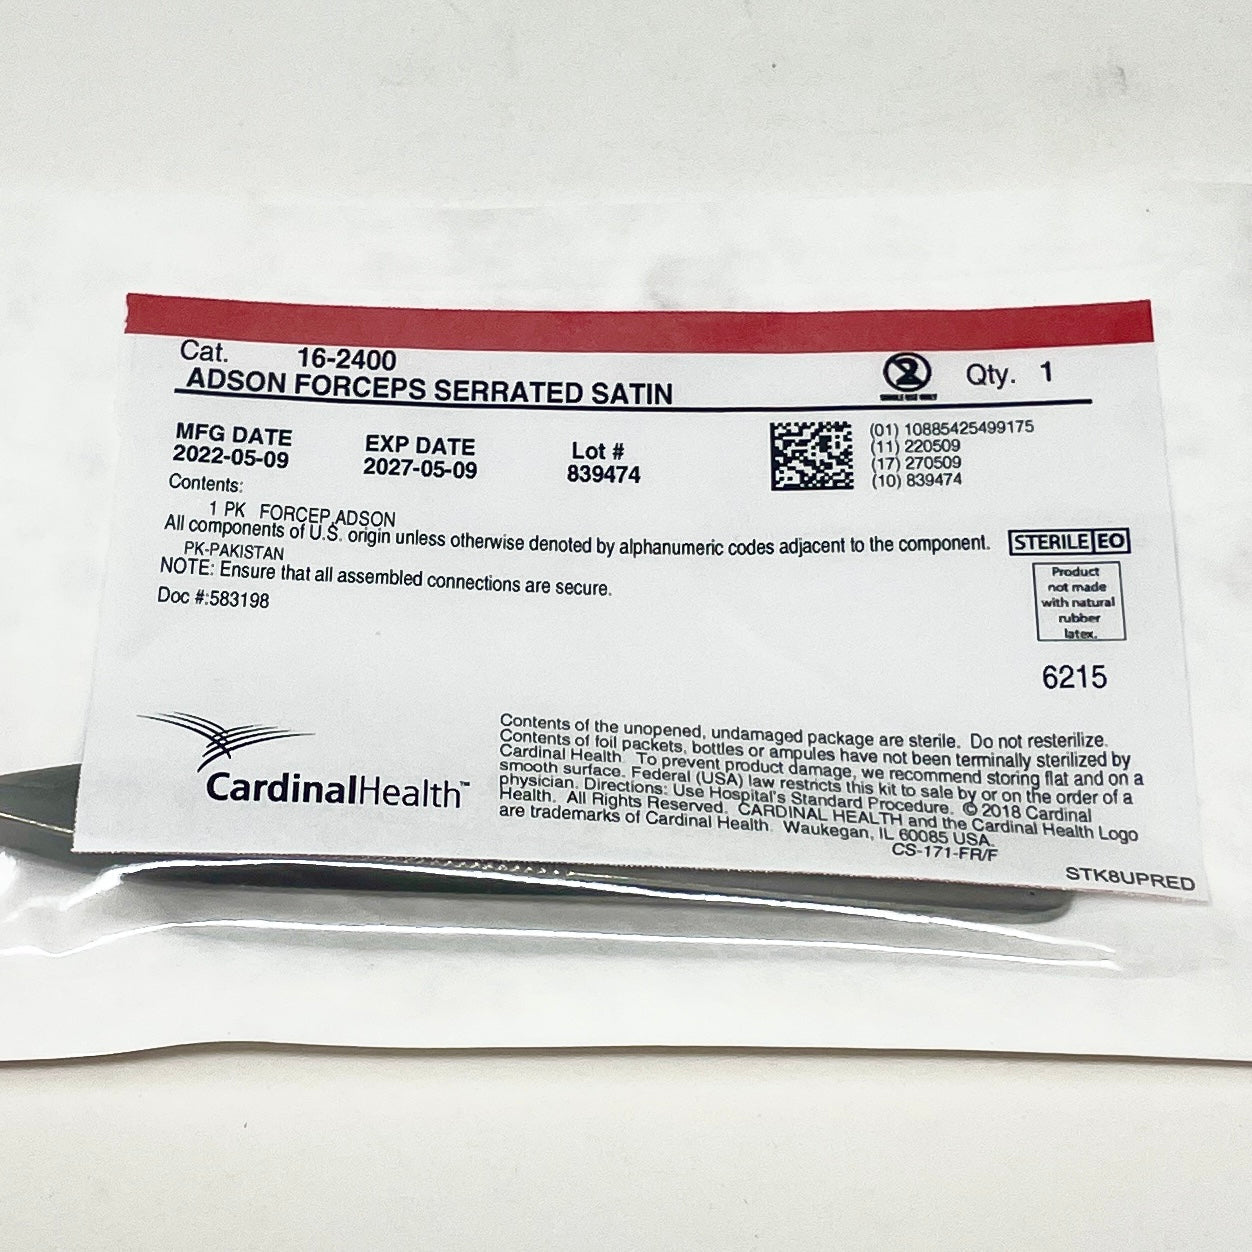 Cat. 16-2400
ADSON FORCEPS SERRATED SATIN
SINGLE USE ONLY
Qty. 1
MFG DATE
2022-05-09
EXP DATE
2027-05-09
Lot #
839474
(01) 10885425499175
(11) 220509
(17) 270509
(10) 839474
Contents:
1 PK FORCEP,ADSON
All components of U.S. origin unless otherwise denoted by alphanumeric codes adjacent to the component.
PK-PAKISTAN
NOTE: Ensure that all assembled connections are secure.
Doc #:583198
STERILE EO
Product
not made
with natural
rubber
latex.
6215
CardinalHealth™
Contents of the unopened, undamaged package are sterile. Do not resterilize.
Contents of foil packets, bottles or ampules have not been terminally sterilized by
Cardinal Health. To prevent product damage, we recommend storing flat and on a
smooth surface. Federal (USA) law restricts this kit to sale by or on the order of a
physician. Directions: Use Hospital's Standard Procedure. © 2018 Cardinal
Health. All Rights Reserved. CARDINAL HEALTH and the Cardinal Health Logo
are trademarks of Cardinal Health. Waukegan, IL 60085 USA.
CS-171-FR/F
STK8UPRED